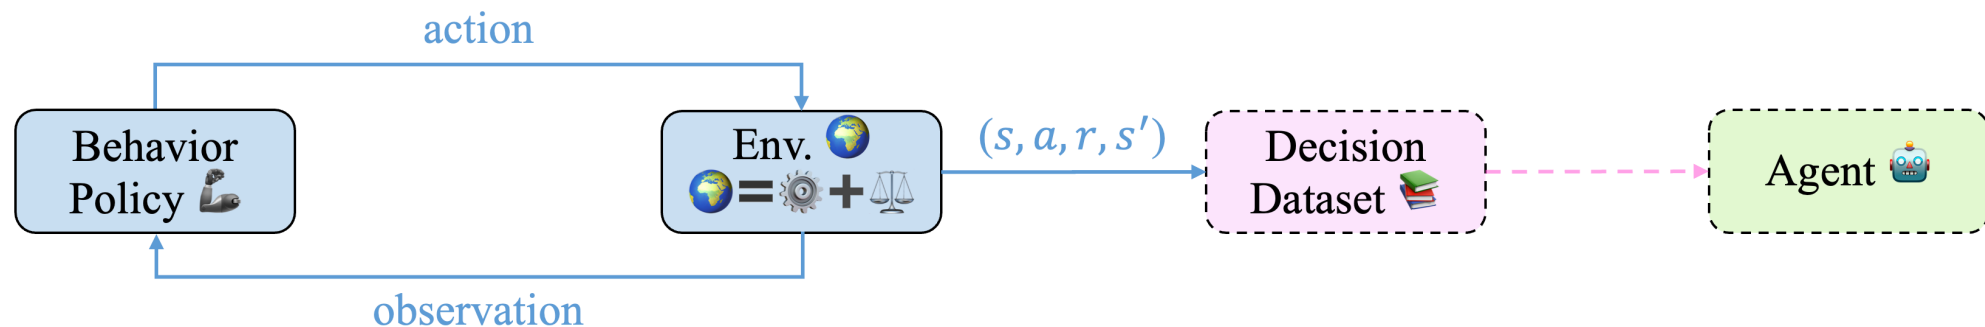 action
Behavior
Policy
Env.
=
+
(s, a, r, s′)
Decision
Dataset
Agent
observation